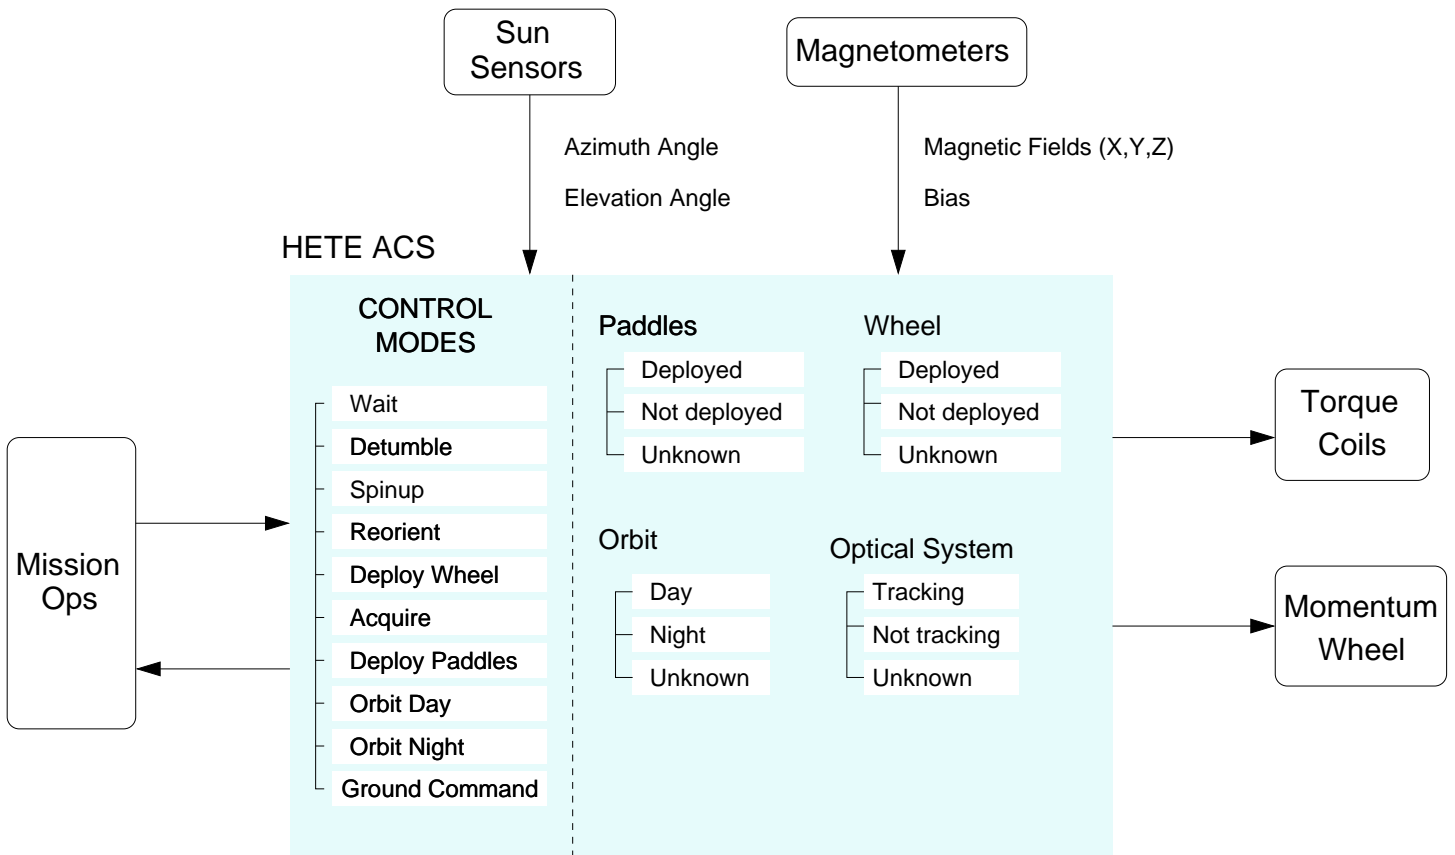 Sun
Sensors
Magnetometers
Azimuth Angle
Elevation Angle
Magnetic Fields (X,Y,Z)
Bias
HETE ACS
CONTROL
MODES
Wait
Detumble
Spinup
Reorient
Deploy Wheel
Acquire
Deploy Paddles
Orbit Day
Orbit Night
Ground Command
Paddles
Deployed
Not deployed
Unknown
Wheel
Deployed
Not deployed
Unknown
Orbit
Day
Night
Unknown
Optical System
Tracking
Not tracking
Unknown
Mission
Ops
Torque
Coils
Momentum
Wheel